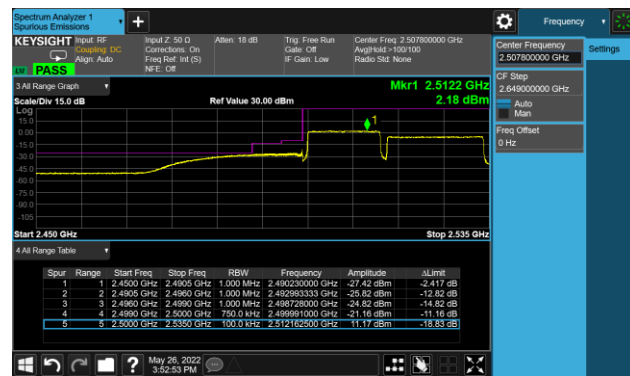 Spectrum Analyzer 1
Spurious Emissions
Frequency
KEYSIGHT
Input: RF
Coupling: DC
Align: Auto
Input Z: 50 Ω
Corrections: On
Freq Ref: Int (S)
NFE: Off
Atten: 18 dB
Trig: Free Run
Gate: Off
IF Gain: Low
Center Freq: 2.507800000 GHz
Avg|Hold:>100/100
Radio Std: None
PASS
Center Frequency
2.507800000 GHz
Settings
CF Step
2.649000000 GHz
Auto
Man
Freq Offset
0 Hz
3 All Range Graph
Mkr1 2.5122 GHz
2.18 dBm
Scale/Div 15.0 dB
Ref Value 30.00 dBm
Log
15.0
0.00
-15.0
-30.0
-45.0
-60.0
-75.0
-90.0
-105
1
Start 2.450 GHz
Stop 2.535 GHz
4 All Range Table
Spur Range Start Freq Stop Freq RBW Frequency Amplitude ΔLimit
1 1 2.4500 GHz 2.4905 GHz 1.000 MHz 2.490230000 GHz -27.42 dBm -2.417 dB
2 2 2.4905 GHz 2.4960 GHz 1.000 MHz 2.492993333 GHz -25.82 dBm -12.82 dB
3 3 2.4960 GHz 2.4990 GHz 1.000 MHz 2.498728000 GHz -24.82 dBm -14.82 dB
4 4 2.4990 GHz 2.5000 GHz 750.0 kHz 2.499991000 GHz -21.16 dBm -11.16 dB
5 5 2.5000 GHz 2.5350 GHz 100.0 kHz 2.512162500 GHz 11.17 dBm -18.83 dB
May 26, 2022
3:52:53 PM